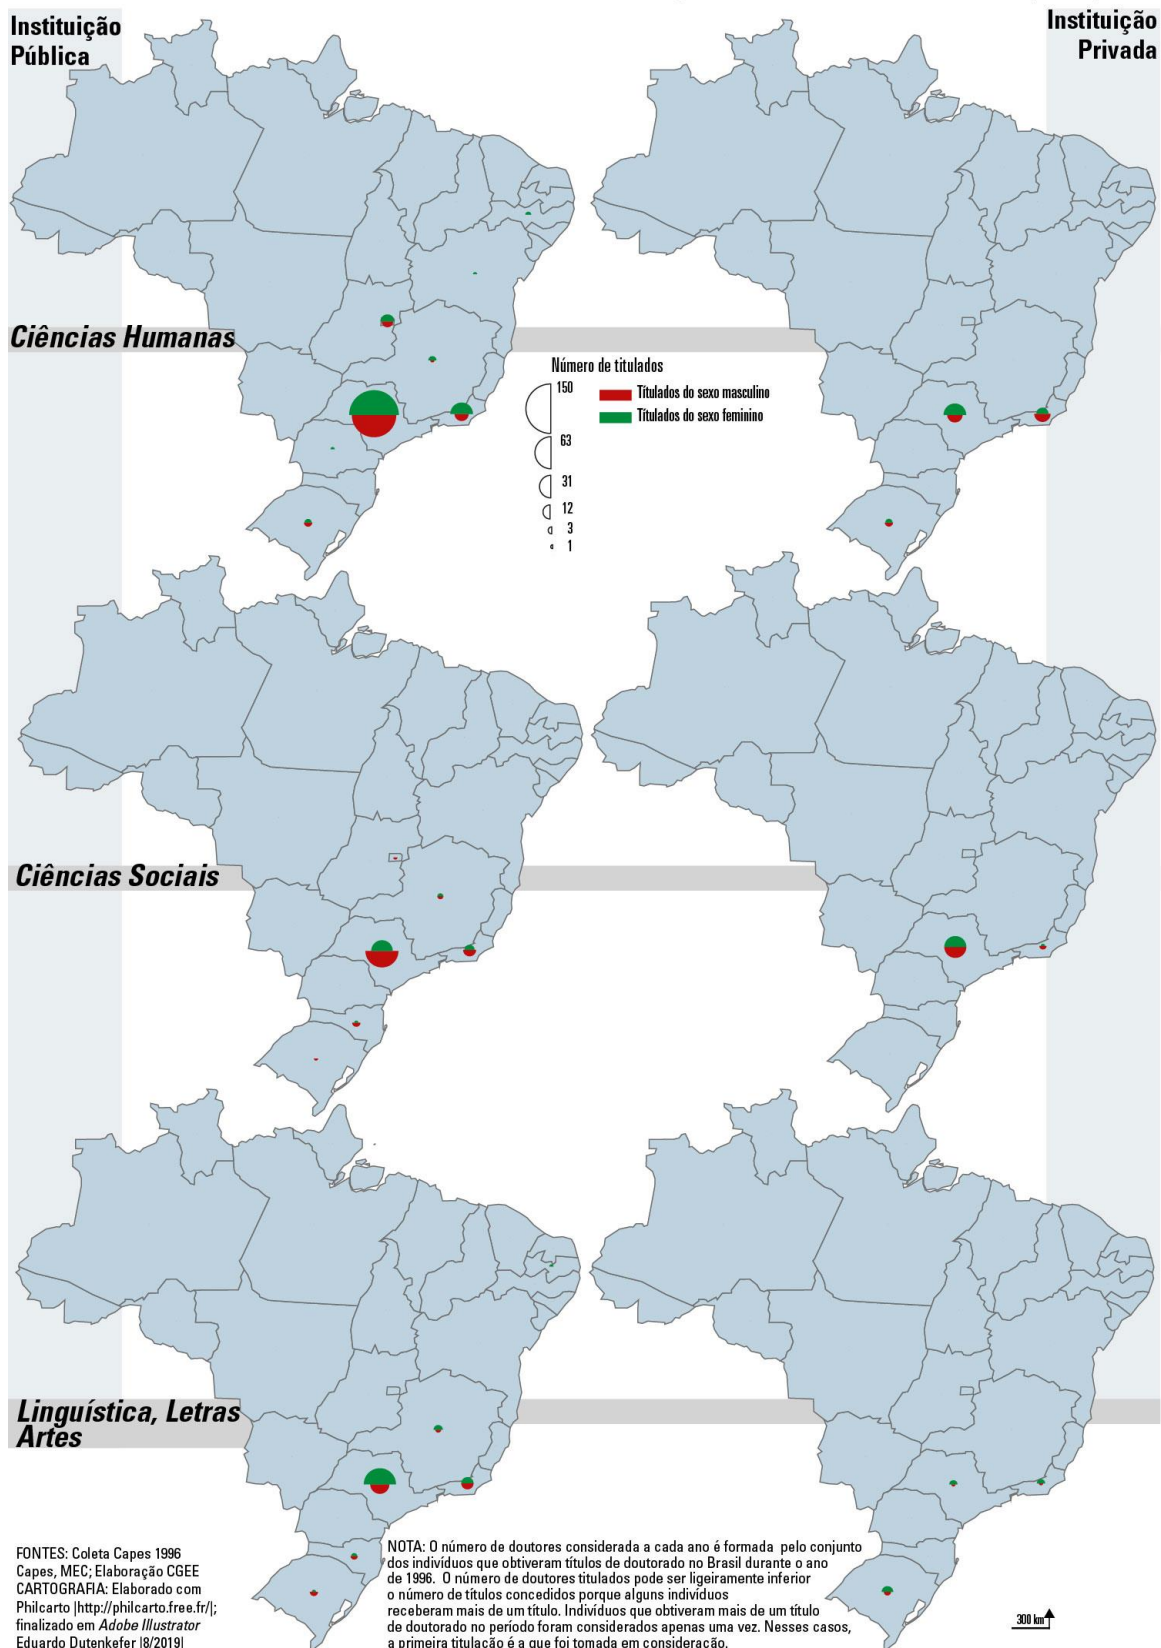 Instituição
Pública
Instituição
Privada
Ciências Humanas
Número de titulados
150
63
31
12
3
1
Títulados do sexo masculino
Títulados do sexo feminino
Ciências Sociais
Linguística, Letras
Artes
FONTES: Coleta Capes 1996
Capes, MEC; Elaboração CGEE
CARTOGRAFIA: Elaborado com
Philcarto |http://philcarto.free.fr/|;
finalizado em Adobe Illustrator
Eduardo Dutenkefer |8/2019|
NOTA: O número de doutores considerada a cada ano é formada pelo conjunto
dos indivíduos que obtiveram títulos de doutorado no Brasil durante o ano
de 1996. O número de doutores titulados pode ser ligeiramente inferior
o número de títulos concedidos porque alguns indivíduos
receberam mais de um título. Indivíduos que obtiveram mais de um título
de doutorado no período foram considerados apenas uma vez. Nesses casos,
a primeira titulação é a que foi tomada em consideração.
300 km